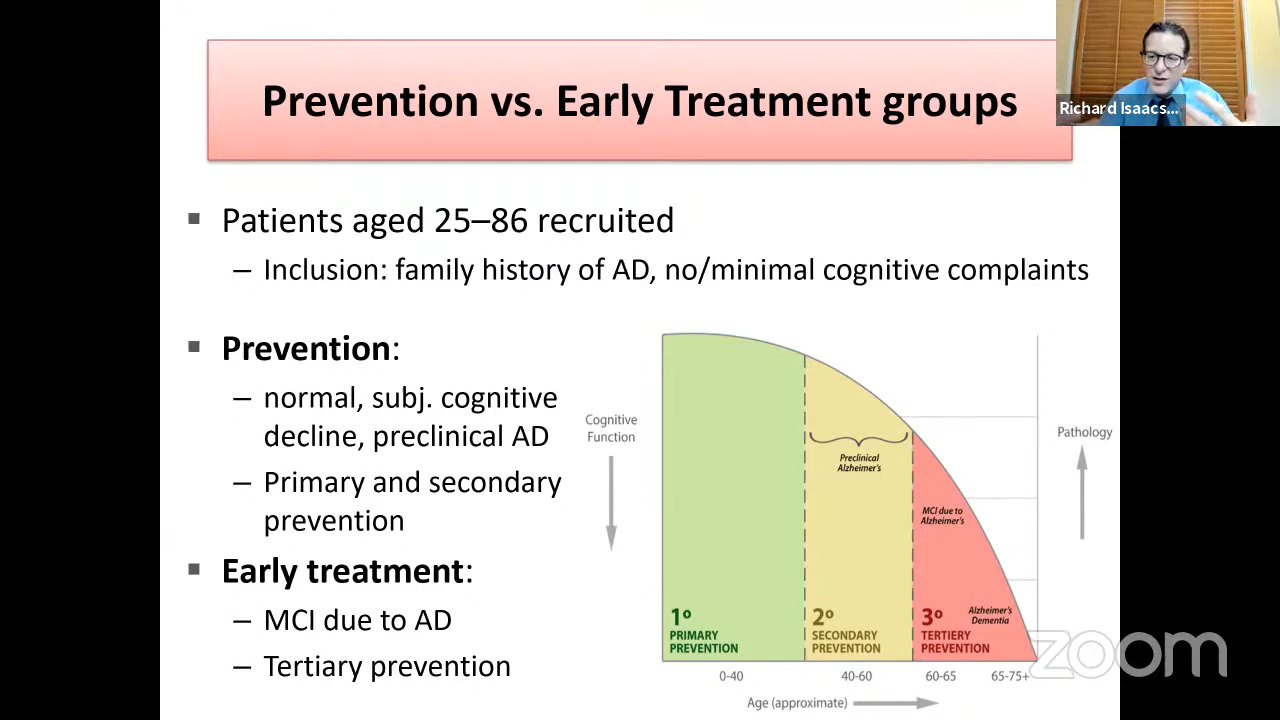 Prevention vs. Early Treatment groups
Richard Isaacs...
▪ Patients aged 25–86 recruited
– Inclusion: family history of AD, no/minimal cognitive complaints
▪ Prevention:
– normal, subj. cognitive
decline, preclinical AD
– Primary and secondary
prevention
▪ Early treatment:
– MCI due to AD
– Tertiary prevention
Cognitive
Function
Pathology
Preclinical
Alzheimer's
MCI due to
Alzheimer's
Alzheimer's
Dementia
1º
PRIMARY
PREVENTION
2º
SECONDARY
PREVENTION
3º
TERTIARY
PREVENTION
0-40
40-60
60-65
65-75+
Age (approximate)
zoom